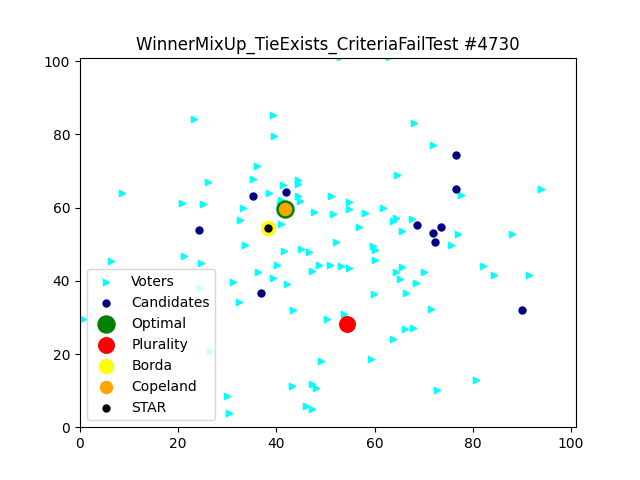 WinnerMixUp_TieExists_CriteriaFailTest #4730
100
80
60
40
20
0
Voters
Candidates
Optimal
Plurality
Borda
Copeland
STAR
0 20 40 60 80 100